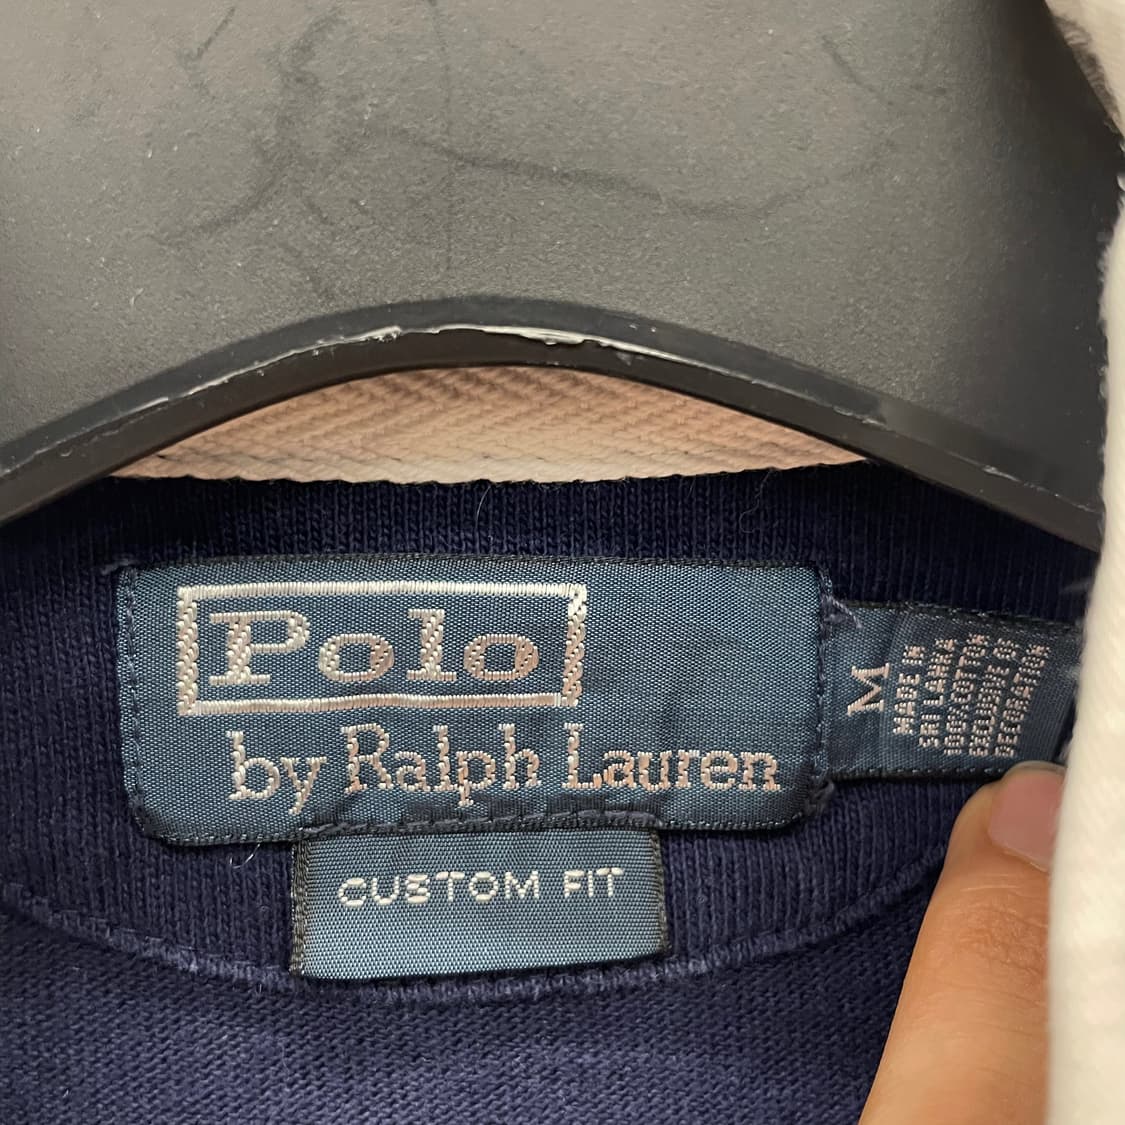 Polo
by Ralph Lauren
CUSTOM FIT
M
MADE IN
SRI LANKA
100% COTTON
EXCLUSIVE OF
DECORATION